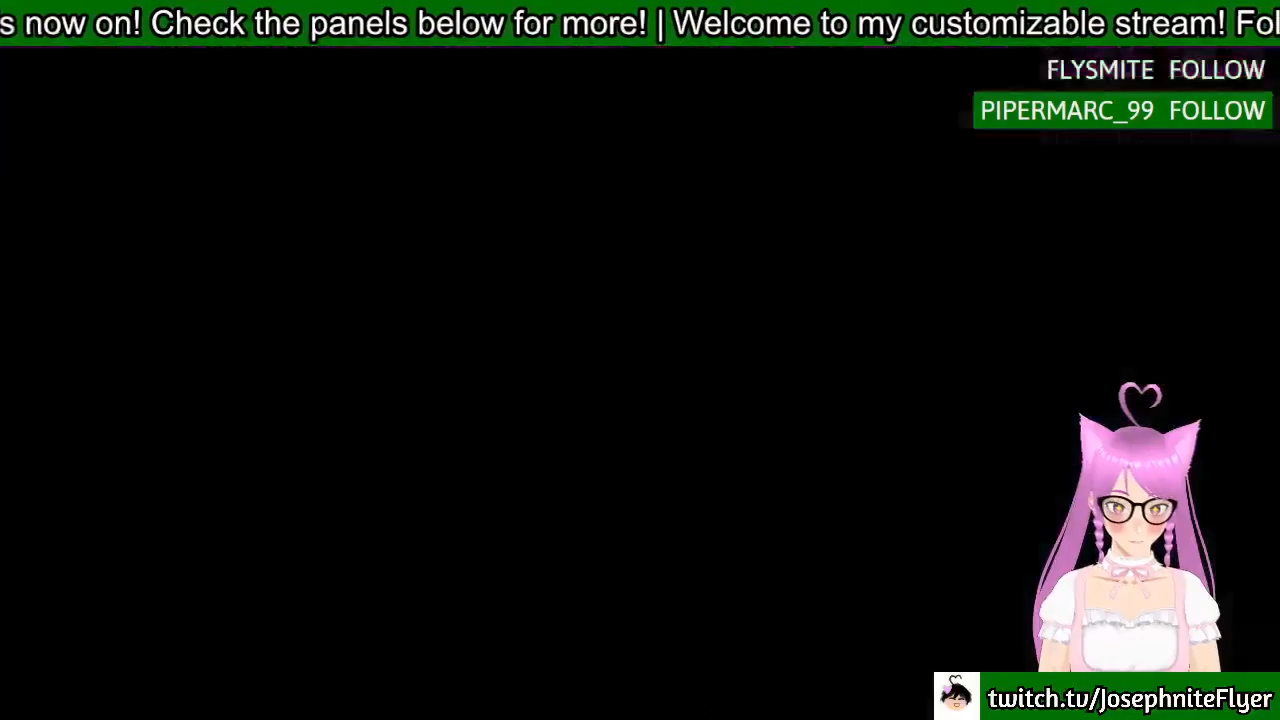 s now on! Check the panels below for more! | Welcome to my customizable stream! Fol
FLYSMITE FOLLOW
PIPERMARC_99 FOLLOW
twitch.tv/JosephniteFlyer